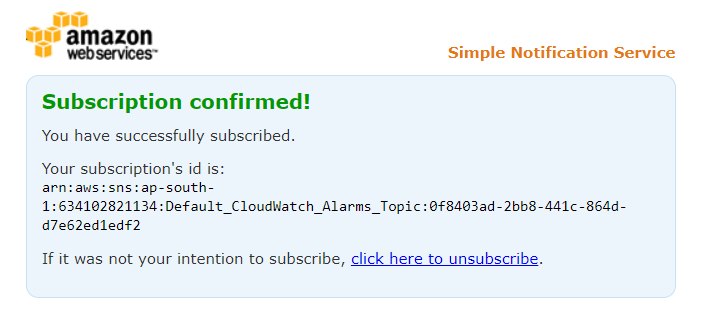 amazon
web services™
Simple Notification Service
Subscription confirmed!
You have successfully subscribed.
Your subscription's id is:
arn:aws:sns:ap-south-
1:634102821134:Default_CloudWatch_Alarms_Topic:0f8403ad-2bb8-441c-864d-
d7e62ed1edf2
If it was not your intention to subscribe, click here to unsubscribe.